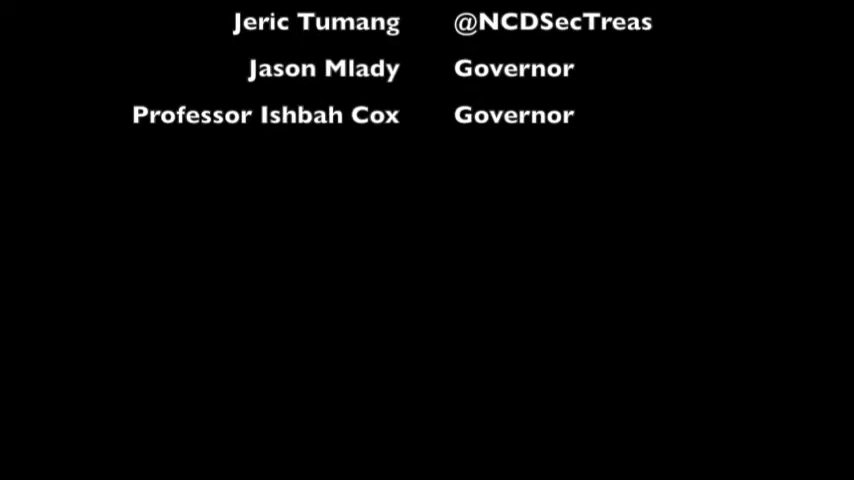 Jeric Tumang @NCDSecTreas
Jason Mlady Governor
Professor Ishbah Cox Governor